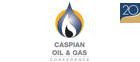 20
CASPIAN
OIL & GAS
CONFERENCE